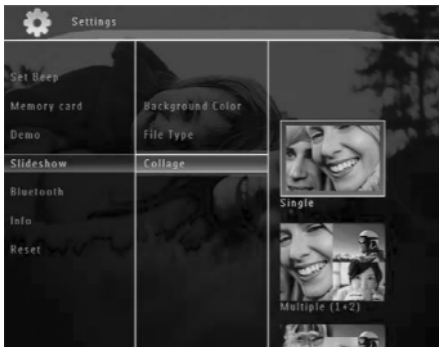 Settings
Set Beep
Memory card
Demo
Slideshow
Bluetooth
Info
Reset
Background Color
File Type
Collage
Single
Multiple (1+2)